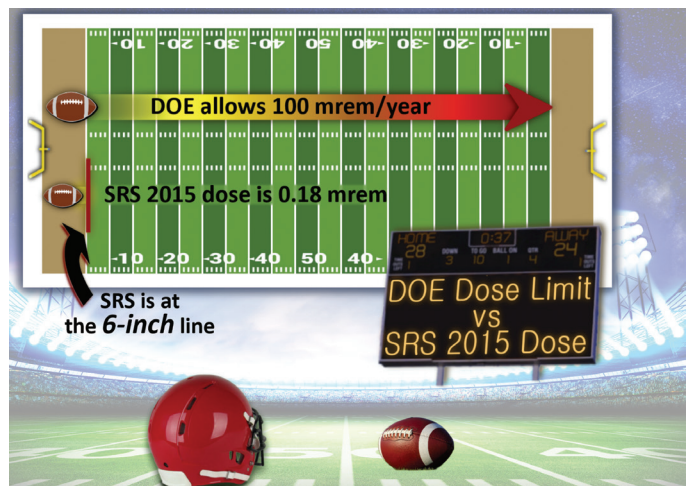 10 20 30 40 50 40 30 20 10
DOE allows 100 mrem/year
SRS 2015 dose is 0.18 mrem
10 20 30 40 50 40
SRS is at
the 6-inch line
HOME 0:37 AWAY
28 DOWN TO GO BALL ON QTR 24
1 3 10 1 4 1
DOE Dose Limit
vs
SRS 2015 Dose